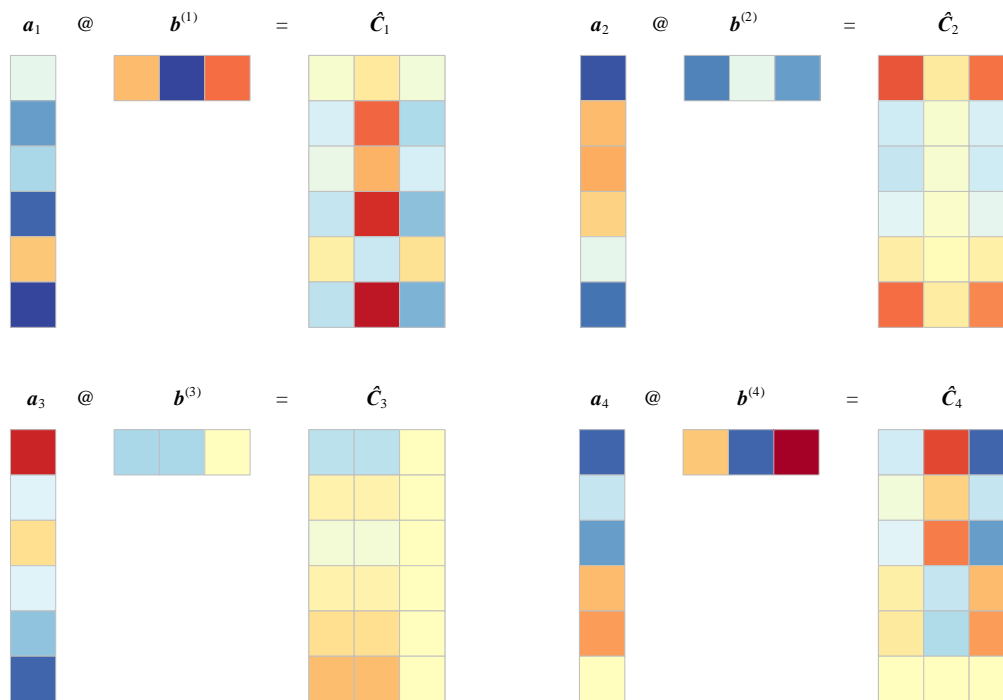 a₁ @ b⁽¹⁾ = Ĉ₁
a₂ @ b⁽²⁾ = Ĉ₂
a₃ @ b⁽³⁾ = Ĉ₃
a₄ @ b⁽⁴⁾ = Ĉ₄